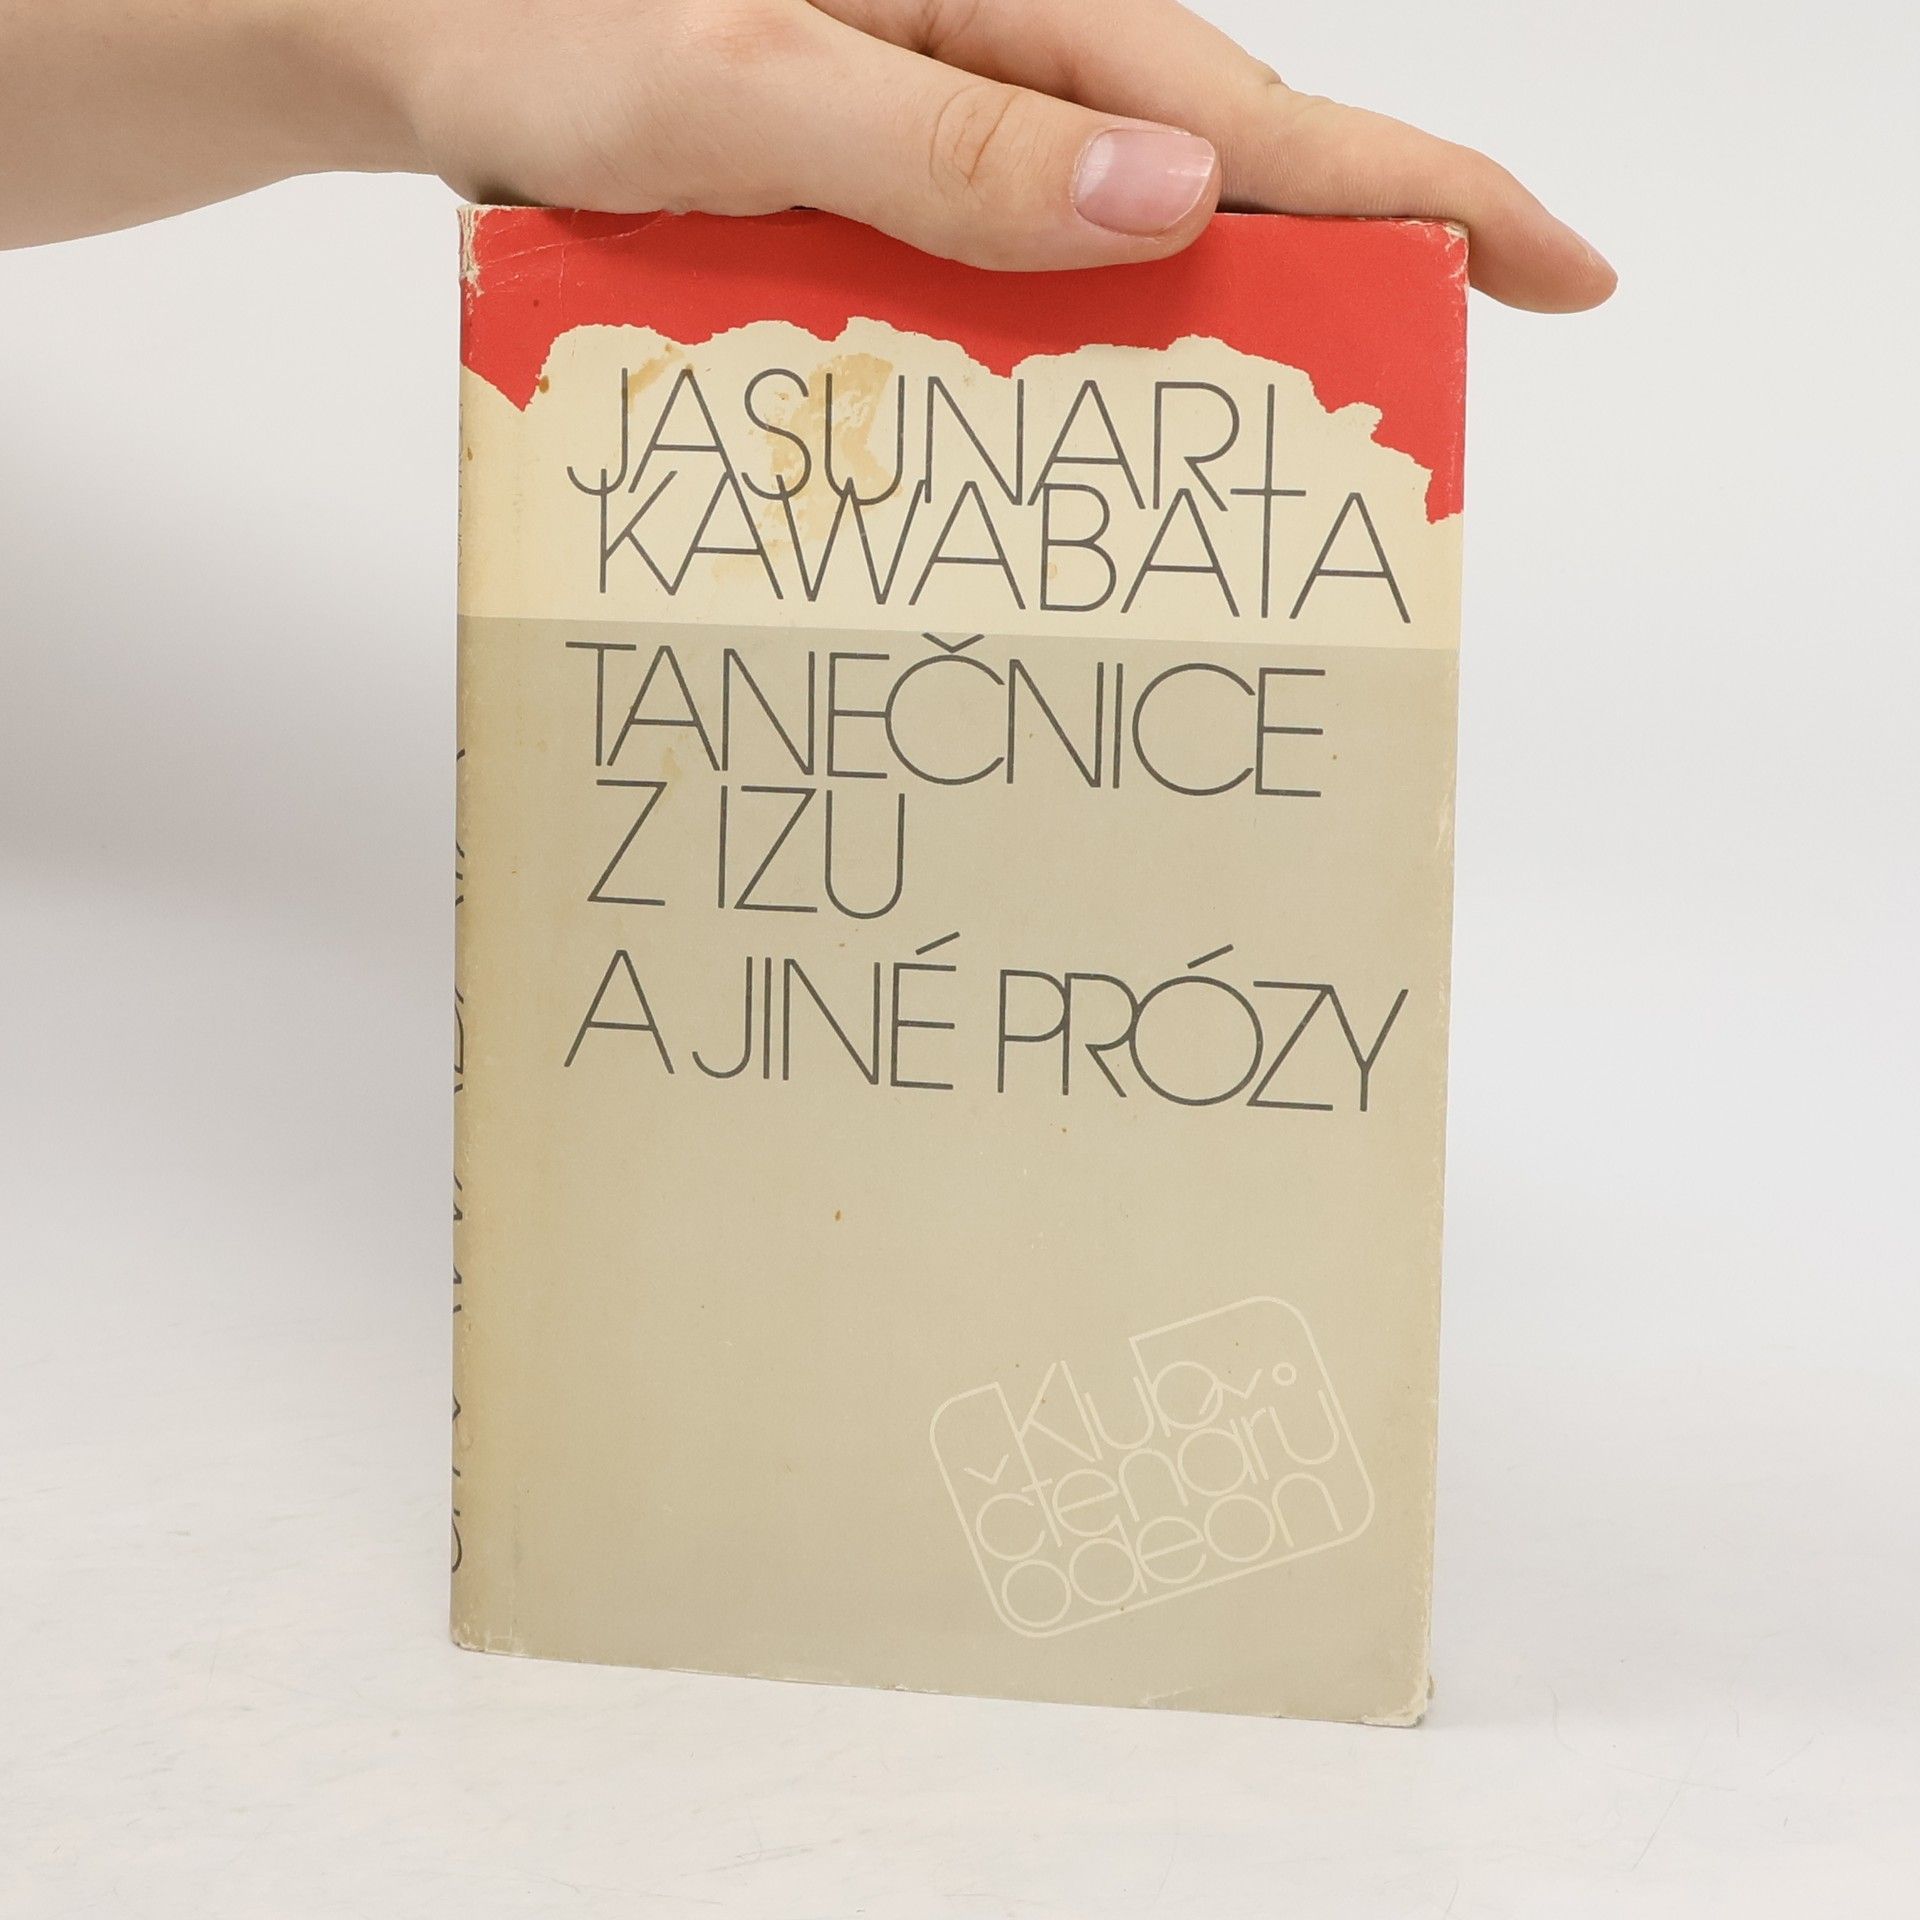 JASUNARI
KAWABATA
TANEČNICE
Z IZU
A JINÉ PRÓZY
Klub
čtenářů
odeon